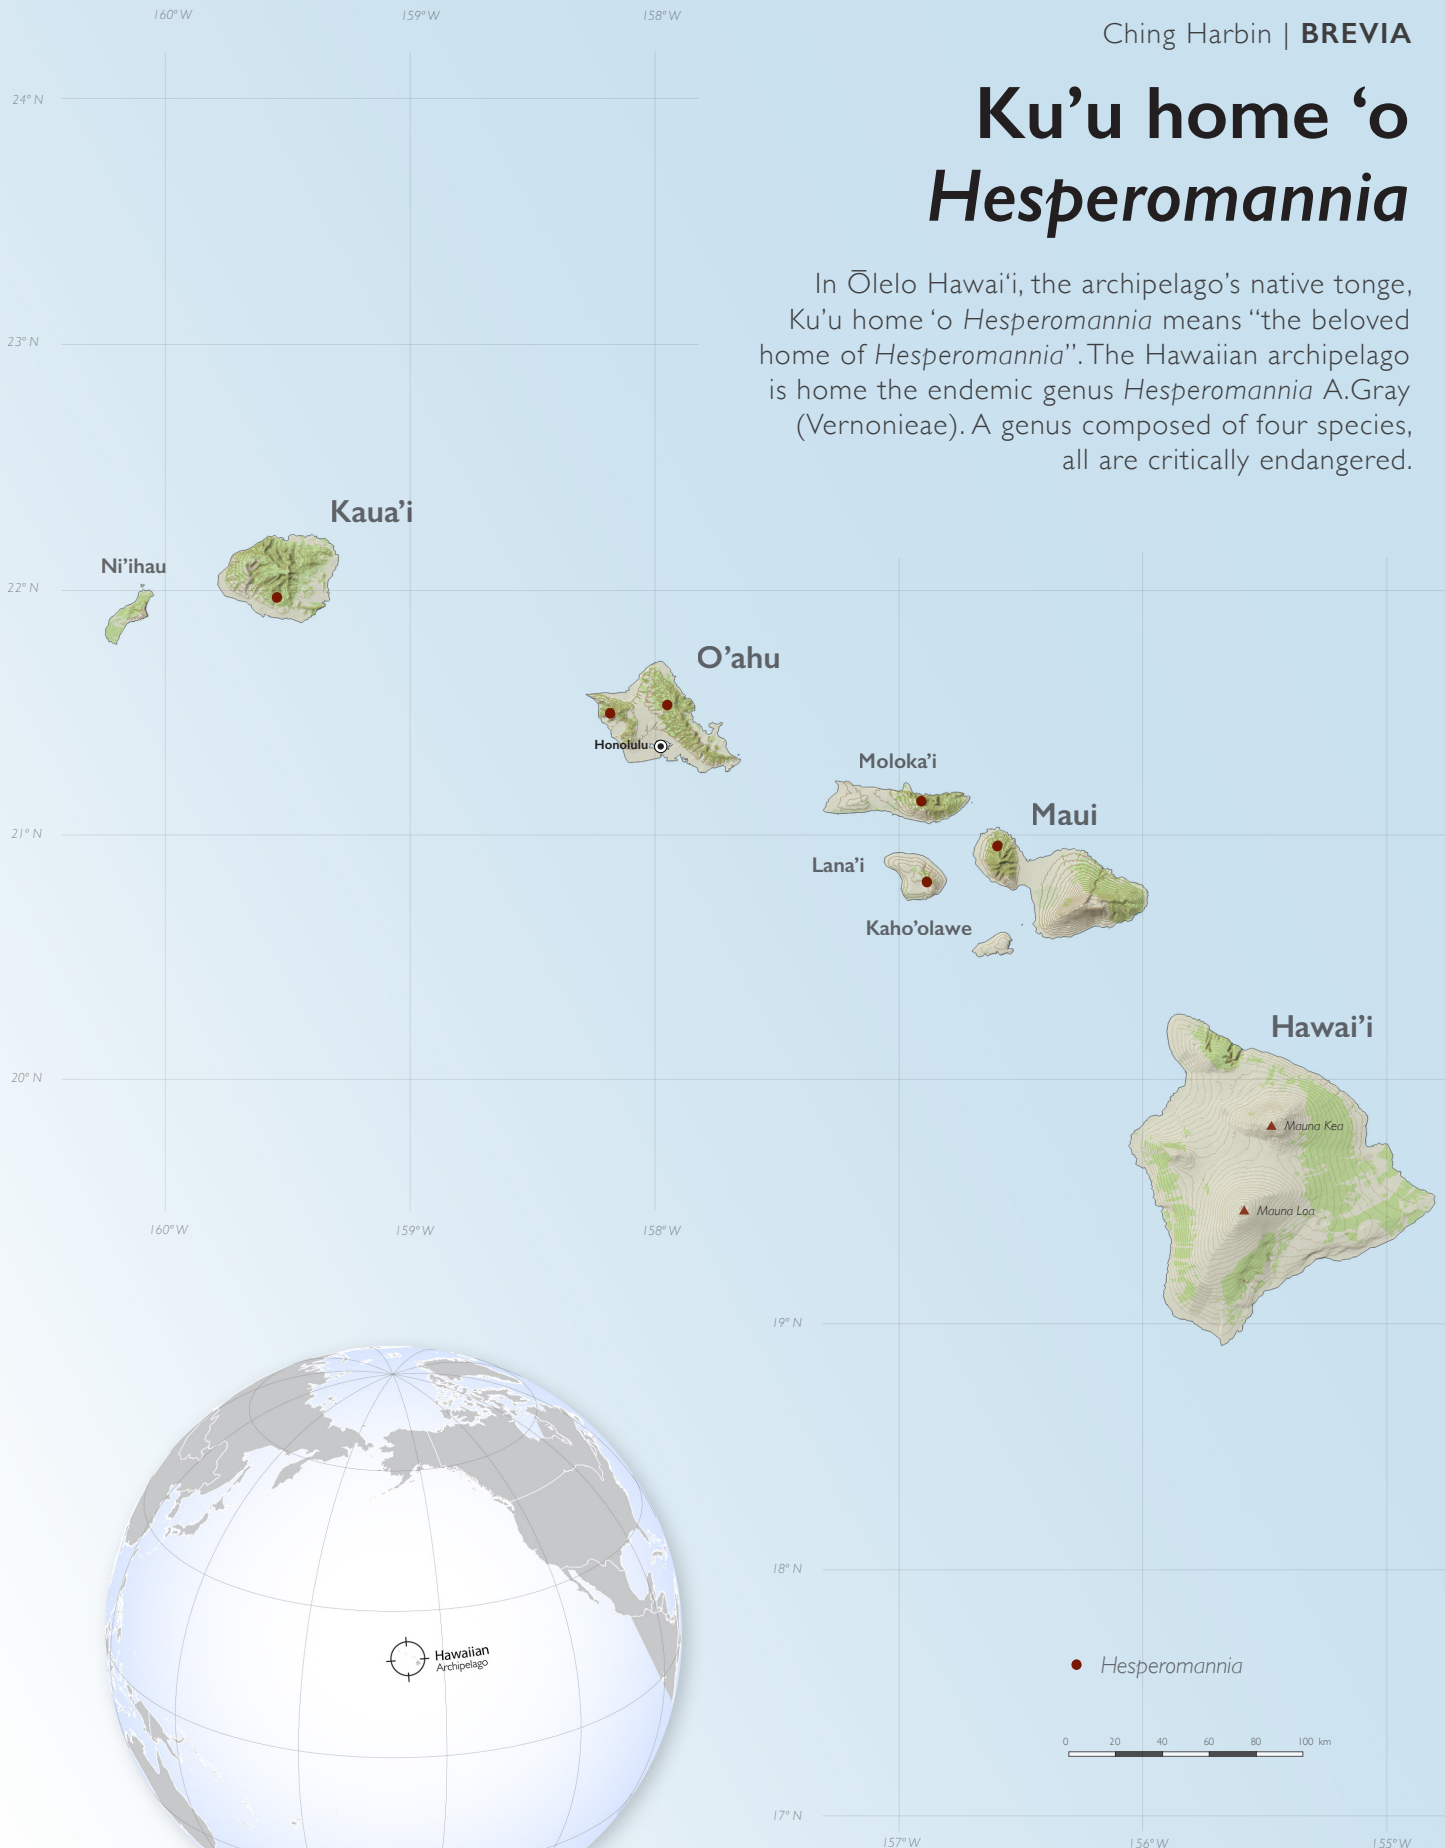 160° W 159° W 158° W
Ching Harbin | BREVIA
Ku’u home ‘o
Hesperomannia
In Ōlelo Hawai‘i, the archipelago’s native tonge,
Ku’u home ‘o Hesperomannia means “the beloved
home of Hesperomannia”. The Hawaiian archipelago
is home the endemic genus Hesperomannia A.Gray
(Vernonieae). A genus composed of four species,
all are critically endangered.
24° N
23° N
Kaua’i
Ni’ihau
22° N
O’ahu
Honolulu
Moloka’i
Maui
21° N
Lana’i
Kaho’olawe
Hawai’i
20° N
Mauna Kea
Mauna Loa
160° W 159° W 158° W
19° N
18° N
Hawaiian
Archipelago
Hesperomannia
0 20 40 60 80 100 km
17° N
157° W 156° W 155° W